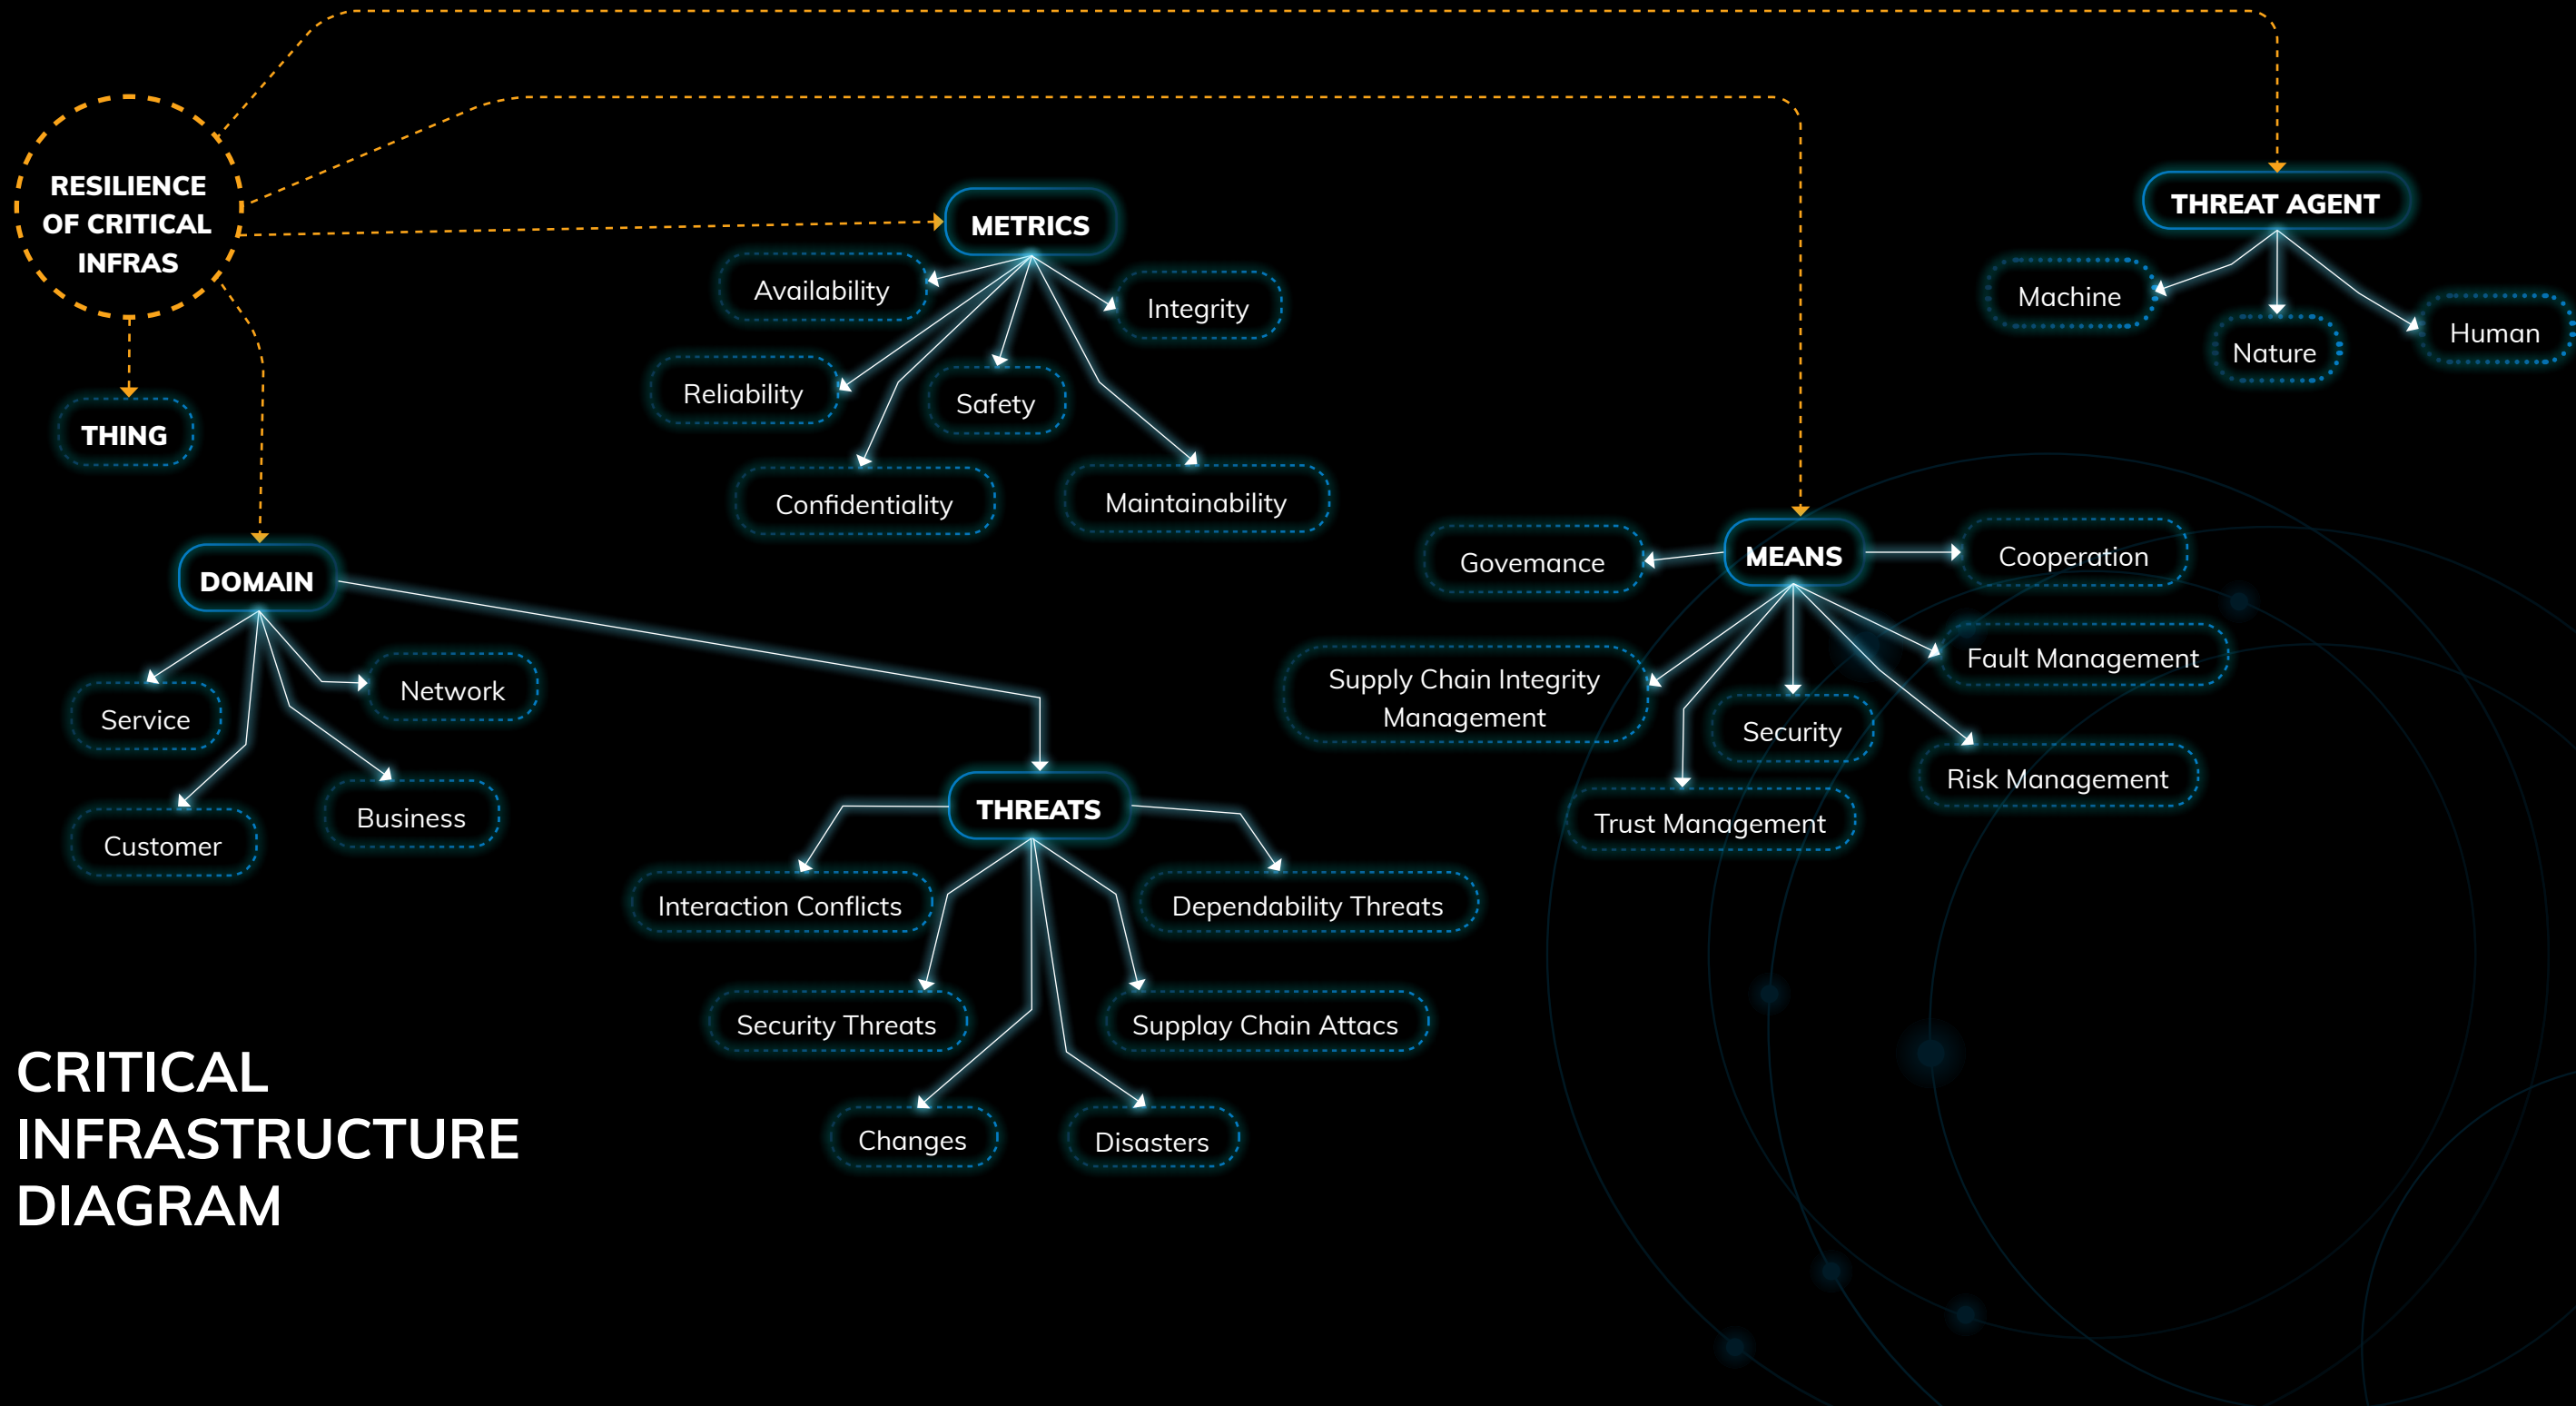 RESILIENCE
OF CRITICAL
INFRAS
THING
METRICS
Availability
Integrity
Reliability
Safety
Confidentiality
Maintainability
THREAT AGENT
Machine
Nature
Human
DOMAIN
Service
Network
Customer
Business
MEANS
Govemance
Cooperation
Supply Chain Integrity
Management
Fault Management
Security
Risk Management
Trust Management
THREATS
Interaction Conflicts
Dependability Threats
Security Threats
Supplay Chain Attacs
Changes
Disasters
CRITICAL
INFRASTRUCTURE
DIAGRAM